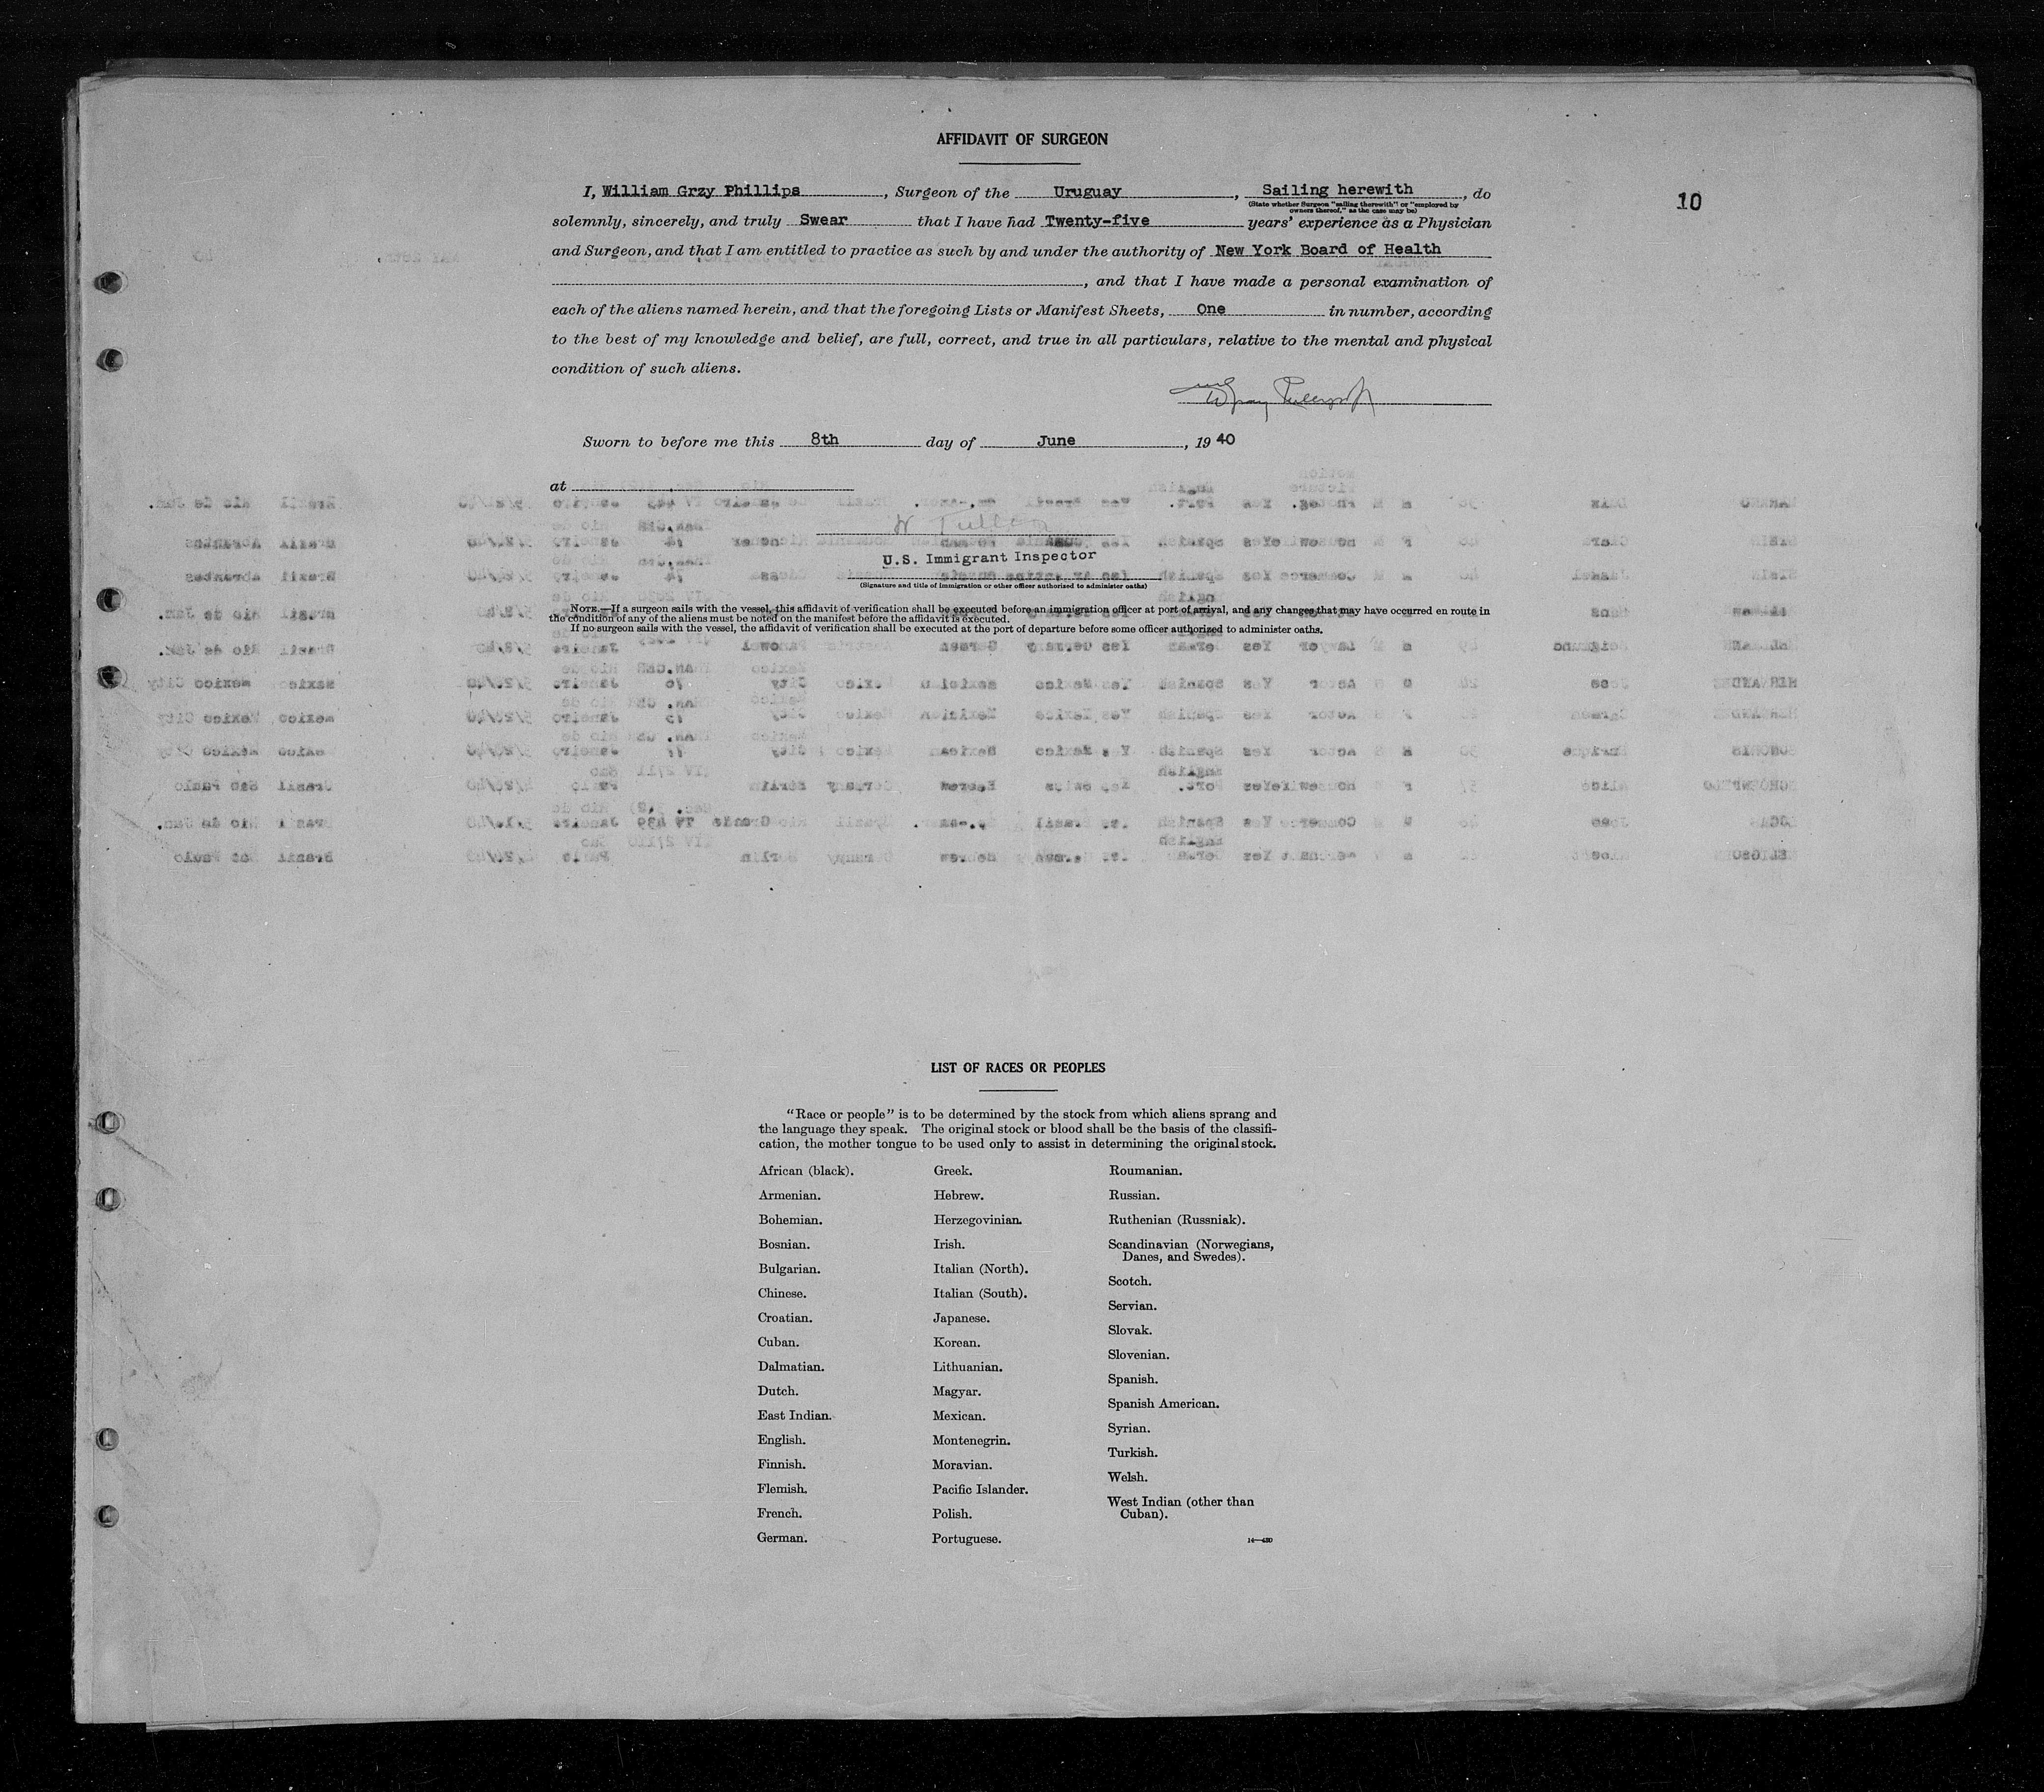 AFFIDAVIT OF SURGEON
10
I, William Grzy Phillips, Surgeon of the Uruguay, Sailing herewith, do
(State whether Surgeon "sailing therewith" or "employed by
owners thereof," as the case may be)
solemnly, sincerely, and truly Swear that I have had Twenty-five years' experience as a Physician
and Surgeon, and that I am entitled to practice as such by and under the authority of New York Board of Health
, and that I have made a personal examination of
each of the aliens named herein, and that the foregoing Lists or Manifest Sheets, One in number, according
to the best of my knowledge and belief, are full, correct, and true in all particulars, relative to the mental and physical
condition of such aliens.
Sworn to before me this 8th day of June, 1940
at
U.S. Immigrant Inspector
(Signature and title of immigration or other officer authorized to administer oaths)
NOTE.—If a surgeon sails with the vessel, this affidavit of verification shall be executed before an immigration officer at port of arrival, and any changes that may have occurred en route in
the condition of any of the aliens must be noted on the manifest before the affidavit is executed.
If no surgeon sails with the vessel, the affidavit of verification shall be executed at the port of departure before some officer authorized to administer oaths.
LIST OF RACES OR PEOPLES
"Race or people" is to be determined by the stock from which aliens sprang and
the language they speak. The original stock or blood shall be the basis of the classifi-
cation, the mother tongue to be used only to assist in determining the original stock.
African (black).
Armenian.
Bohemian.
Bosnian.
Bulgarian.
Chinese.
Croatian.
Cuban.
Dalmatian.
Dutch.
East Indian.
English.
Finnish.
Flemish.
French.
German.
Greek.
Hebrew.
Herzegovinian.
Irish.
Italian (North).
Italian (South).
Japanese.
Korean.
Lithuanian.
Magyar.
Mexican.
Montenegrin.
Moravian.
Pacific Islander.
Polish.
Portuguese.
Roumanian.
Russian.
Ruthenian (Russniak).
Scandinavian (Norwegians,
Danes, and Swedes).
Scotch.
Servian.
Slovak.
Slovenian.
Spanish.
Spanish American.
Syrian.
Turkish.
Welsh.
West Indian (other than
Cuban).
14—430